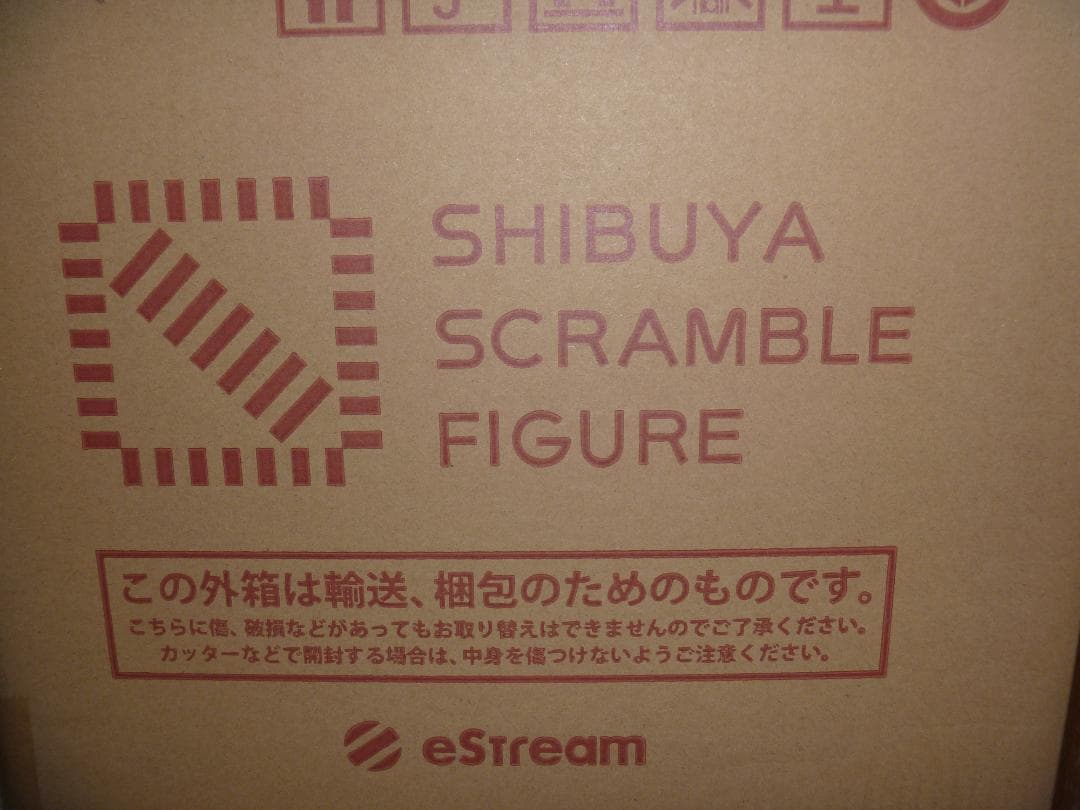 SHIBUYA
SCRAMBLE
FIGURE
この外箱は輸送、梱包のためのものです。
こちらに傷、破損などがあってもお取り替えはできませんのでご了承ください。
カッターなどで開封する場合は、中身を傷つけないようご注意ください。
eStream